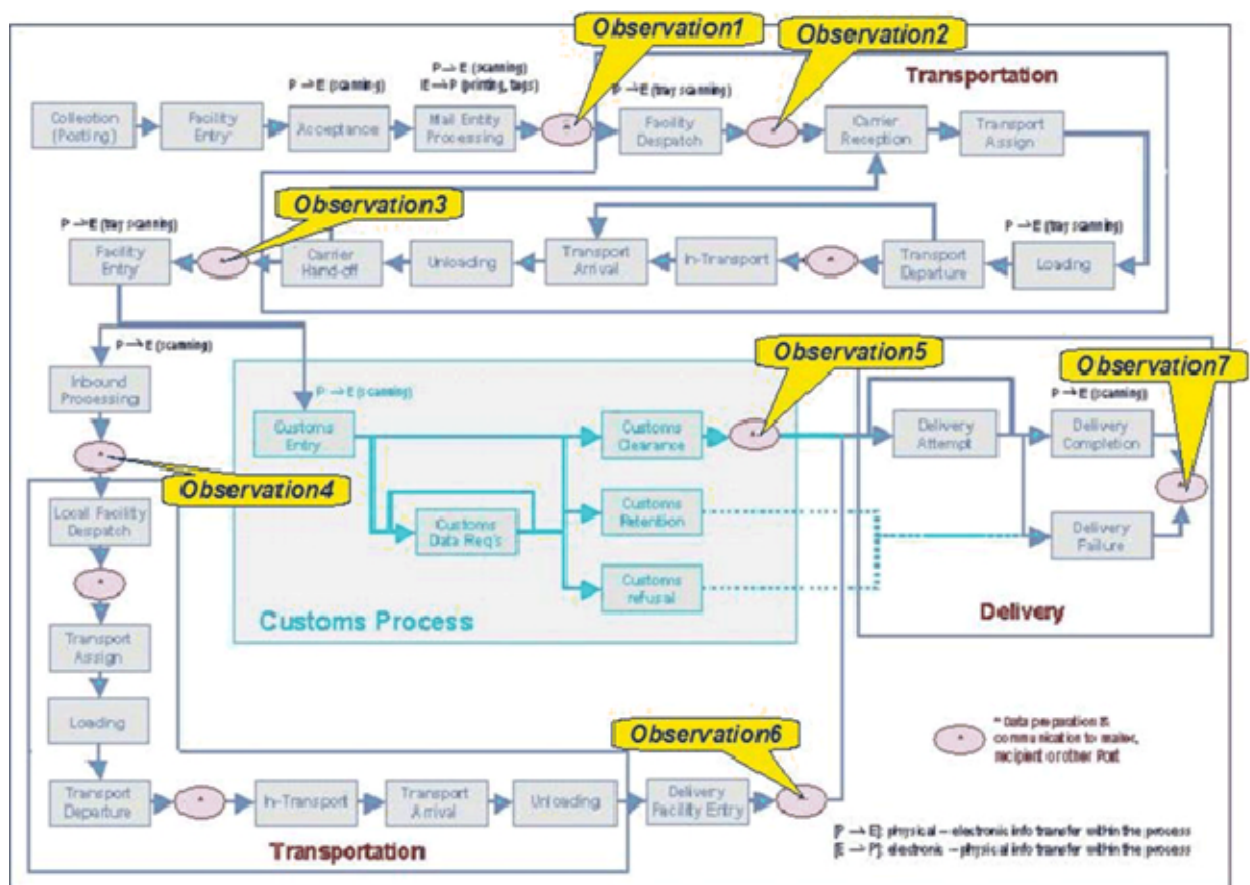 Observation1
Observation2
P → E (scanning)
P → E (scanning)
E → P (printing, tags)
P → E (tray scanning)
Transportation
Collection
(Posting)
Facility
Entry
Acceptance
Mail Entity
Processing
Facility
Despatch
Carrier
Reception
Transport
Assign
Observation3
P → E (tray scanning)
P → E (tray scanning)
Facility
Entry
Carrier
Hand-off
Unloading
Transport
Arrival
In-Transport
Transport
Departure
Loading
P → E (scanning)
Observation5
Observation7
Inbound
Processing
P → E (scanning)
P → E (scanning)
Customs
Entry
Customs
Clearance
Delivery
Attempt
Delivery
Completion
Observation4
Local Facility
Despatch
Customs
Data Req's
Customs
Retention
Delivery
Failure
Customs
refusal
Customs Process
Delivery
Transport
Assign
Loading
Observation6
* Data preparation &
communication to mailer,
recipient or other Post
Transport
Departure
In-Transport
Transport
Arrival
Unloading
Delivery
Facility Entry
Transportation
[P → E]: physical – electronic info transfer within the process
[E → P]: electronic – physical info transfer within the process